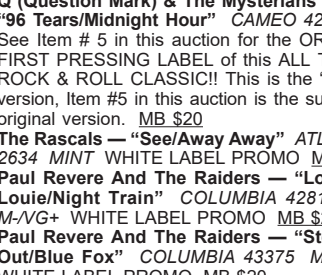 Q (Question Mark) & The Mysterians
“96 Tears/Midnight Hour” CAMEO 42
See Item # 5 in this auction for the OR
FIRST PRESSING LABEL of this ALL T
ROCK & ROLL CLASSIC!! This is the “
version, Item #5 in this auction is the su
original version. MB $20
The Rascals — “See/Away Away” ATL
2634 MINT WHITE LABEL PROMO M
Paul Revere And The Raiders — “Lo
Louie/Night Train” COLUMBIA 4281
M-/VG+ WHITE LABEL PROMO MB $
Paul Revere And The Raiders — “St
Out/Blue Fox” COLUMBIA 43375 M
WHITE LABEL PROMO MB $20